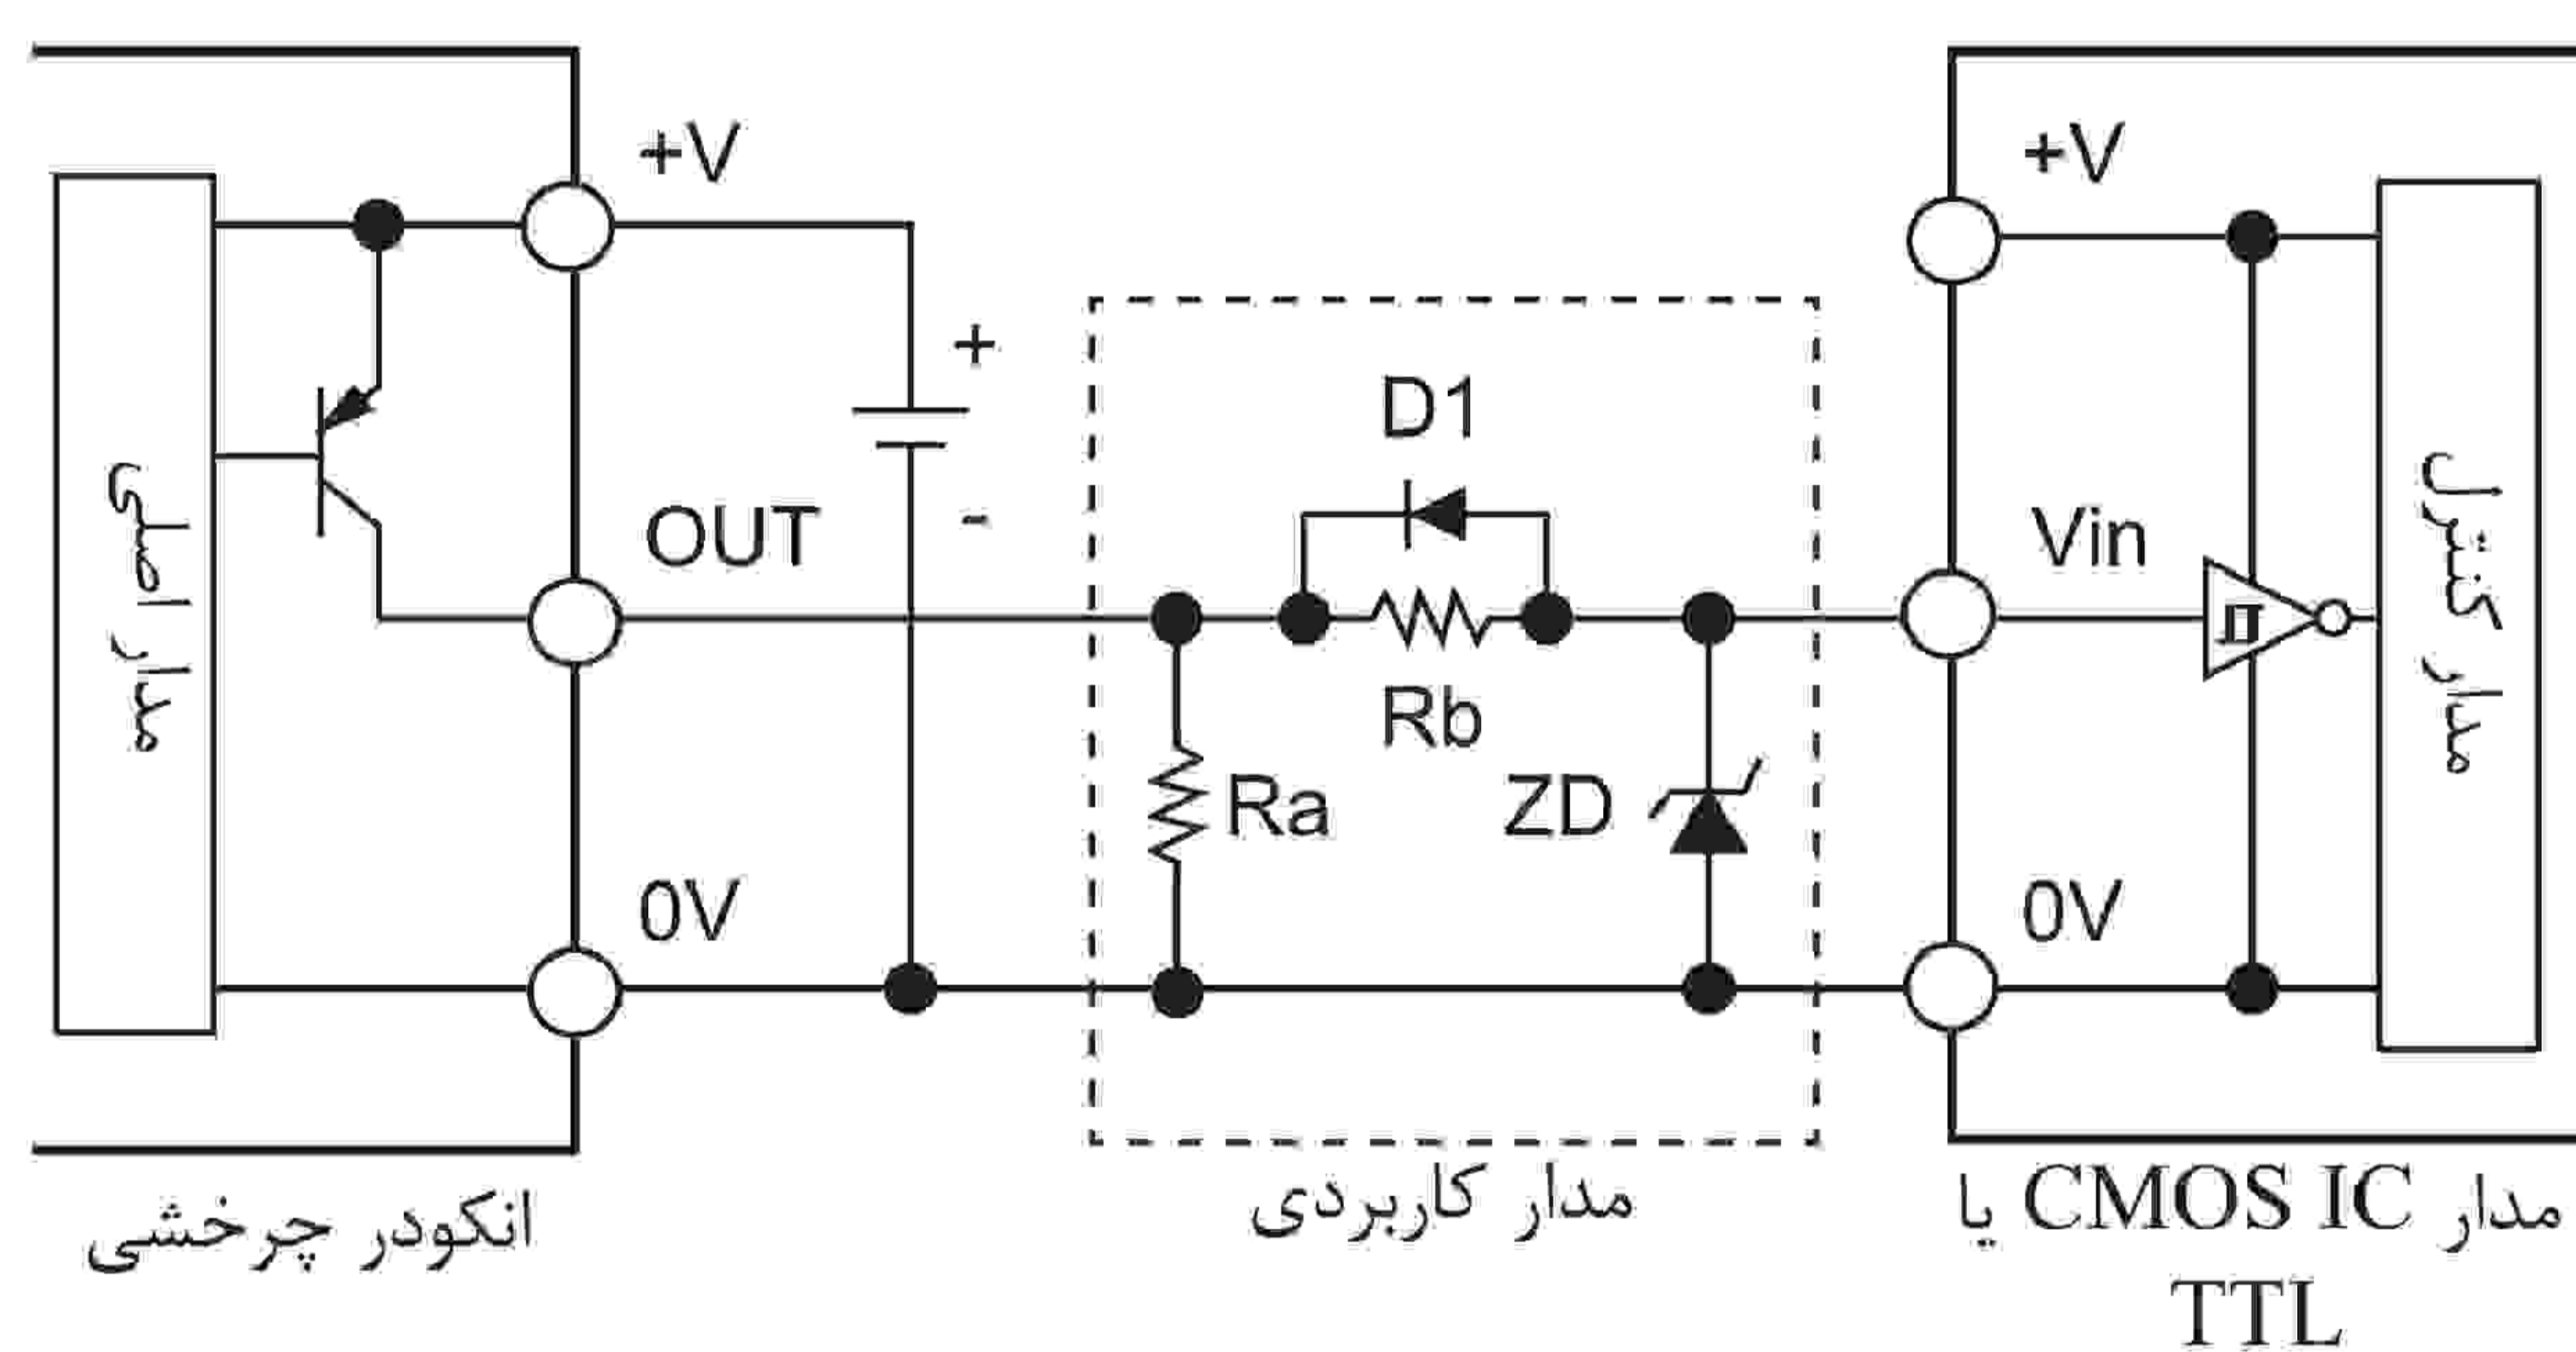 +V
+V
+
D1
-
OUT
Vin
مدار اصلی
مدار کنترل
Rb
Ra
ZD
0V
0V
انکودر چرخشی
مدار کاربردی
مدار CMOS IC یا
TTL